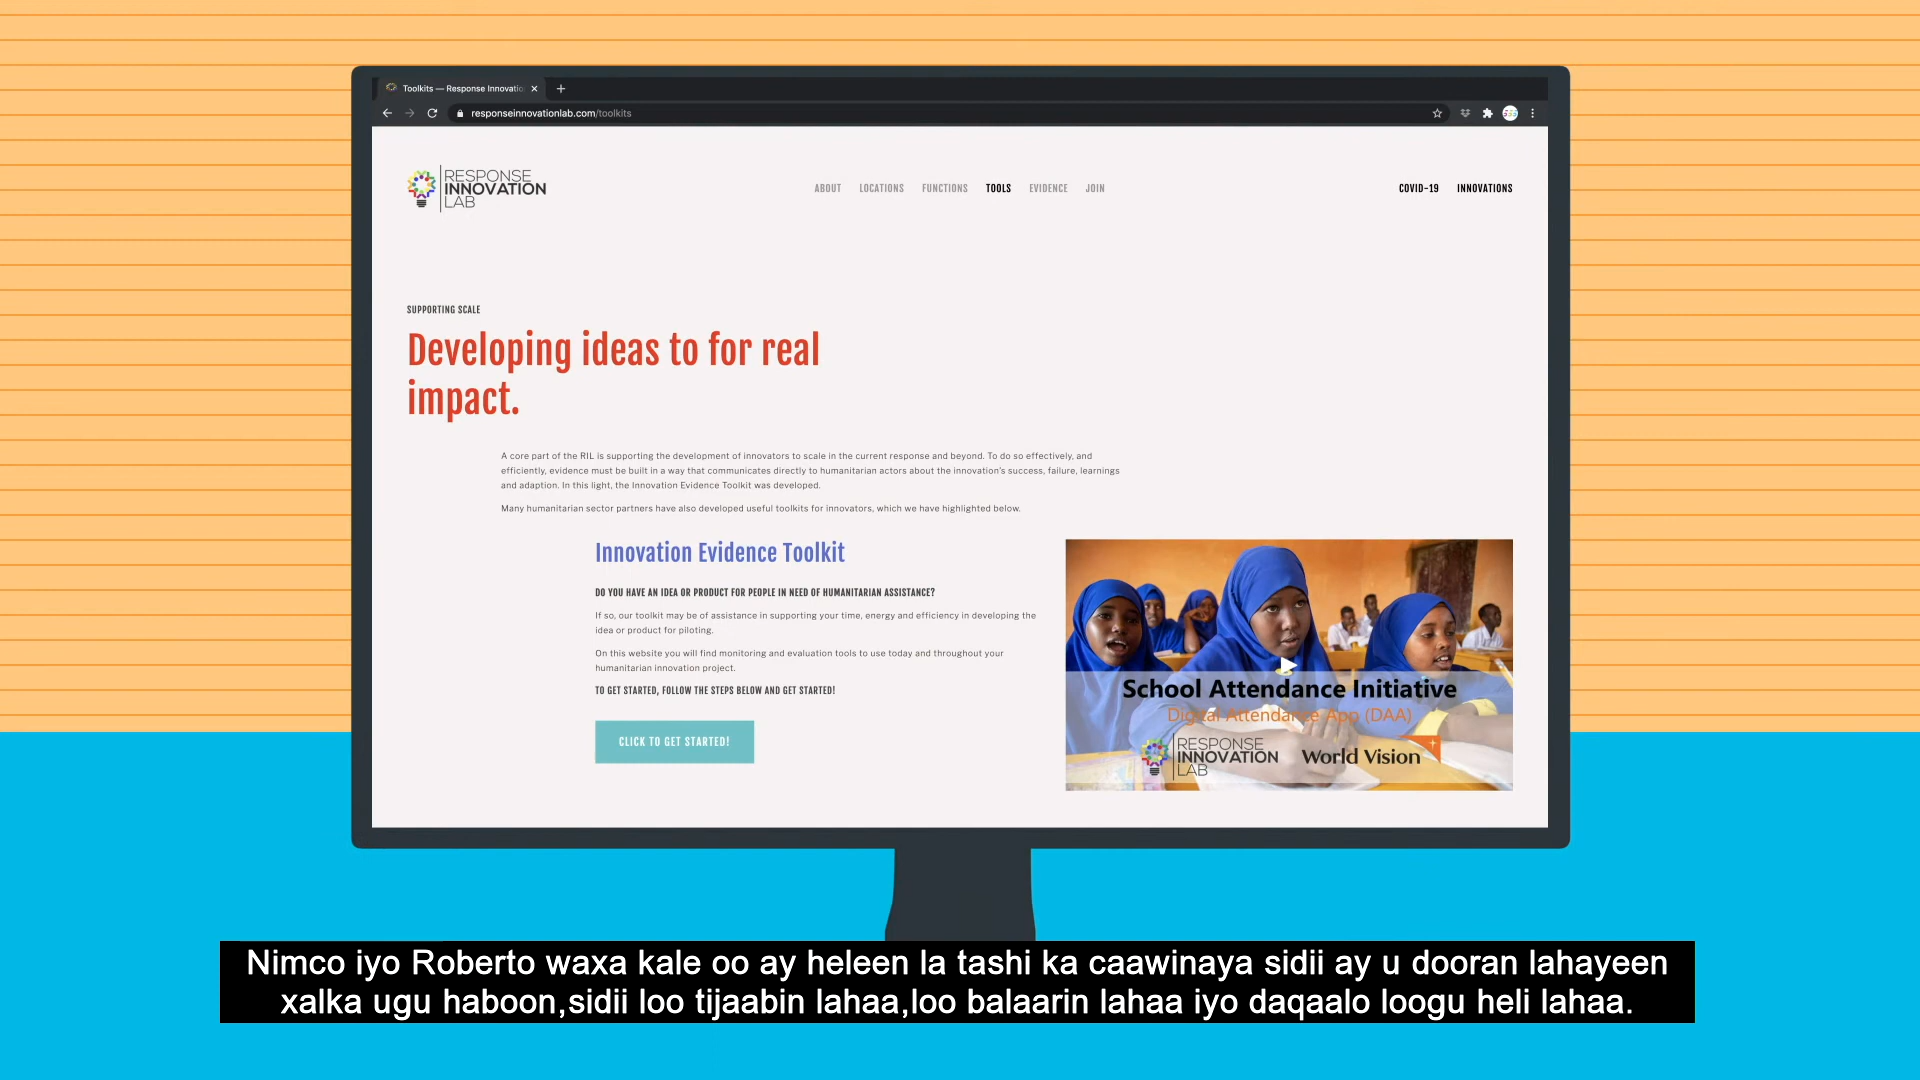 Toolkits — Response Innovatio
responseinnovationlab.com/toolkits
RESPONSE
INNOVATION
LAB
ABOUT LOCATIONS FUNCTIONS TOOLS EVIDENCE JOIN
COVID-19 INNOVATIONS
SUPPORTING SCALE
Developing ideas to for real
impact.
A core part of the RIL is supporting the development of innovators to scale in the current response and beyond. To do so effectively, and
efficiently, evidence must be built in a way that communicates directly to humanitarian actors about the innovation's success, failure, learnings
and adaption. In this light, the Innovation Evidence Toolkit was developed.
Many humanitarian sector partners have also developed useful toolkits for innovators, which we have highlighted below.
Innovation Evidence Toolkit
DO YOU HAVE AN IDEA OR PRODUCT FOR PEOPLE IN NEED OF HUMANITARIAN ASSISTANCE?
If so, our toolkit may be of assistance in supporting your time, energy and efficiency in developing the
idea or product for piloting.
On this website you will find monitoring and evaluation tools to use today and throughout your
humanitarian innovation project.
TO GET STARTED, FOLLOW THE STEPS BELOW AND GET STARTED!
CLICK TO GET STARTED!
School Attendance Initiative
Digital Attendance App (DAA)
RESPONSE
INNOVATION
LAB
World Vision
Nimco iyo Roberto waxa kale oo ay heleen la tashi ka caawinaya sidii ay u dooran lahayeen
xalka ugu haboon,sidii loo tijaabin lahaa,loo balaarin lahaa iyo daqaalo loogu heli lahaa.